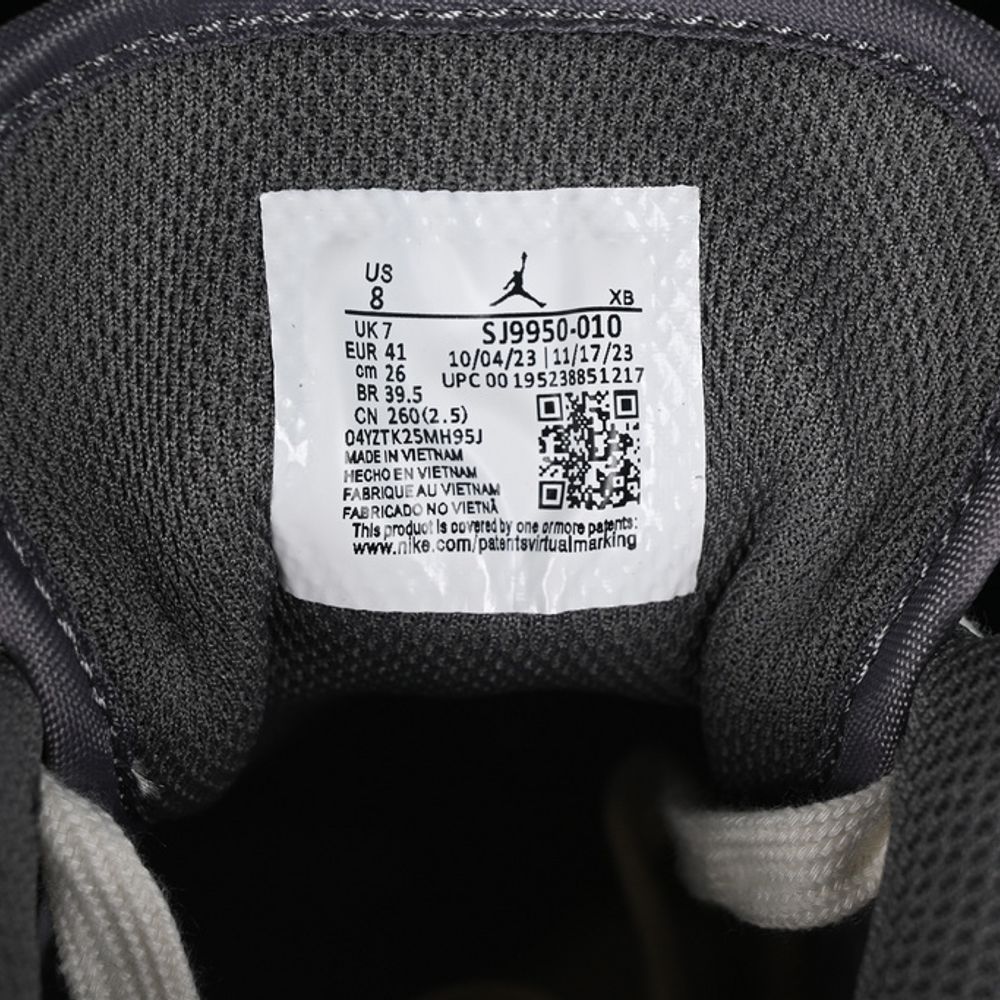 US
8
XB
UK 7
SJ9950-010
EUR 41
10/04/23 | 11/17/23
cm 26
UPC 00 195238851217
BR 39.5
CN 260(2.5)
04YZTK25MH95J
MADE IN VIETNAM
HECHO EN VIETNAM
FABRIQUE AU VIETNAM
FABRICADO NO VIETNÃ
This product is covered by one or more patents:
www.nike.com/patentsvirtualmarking